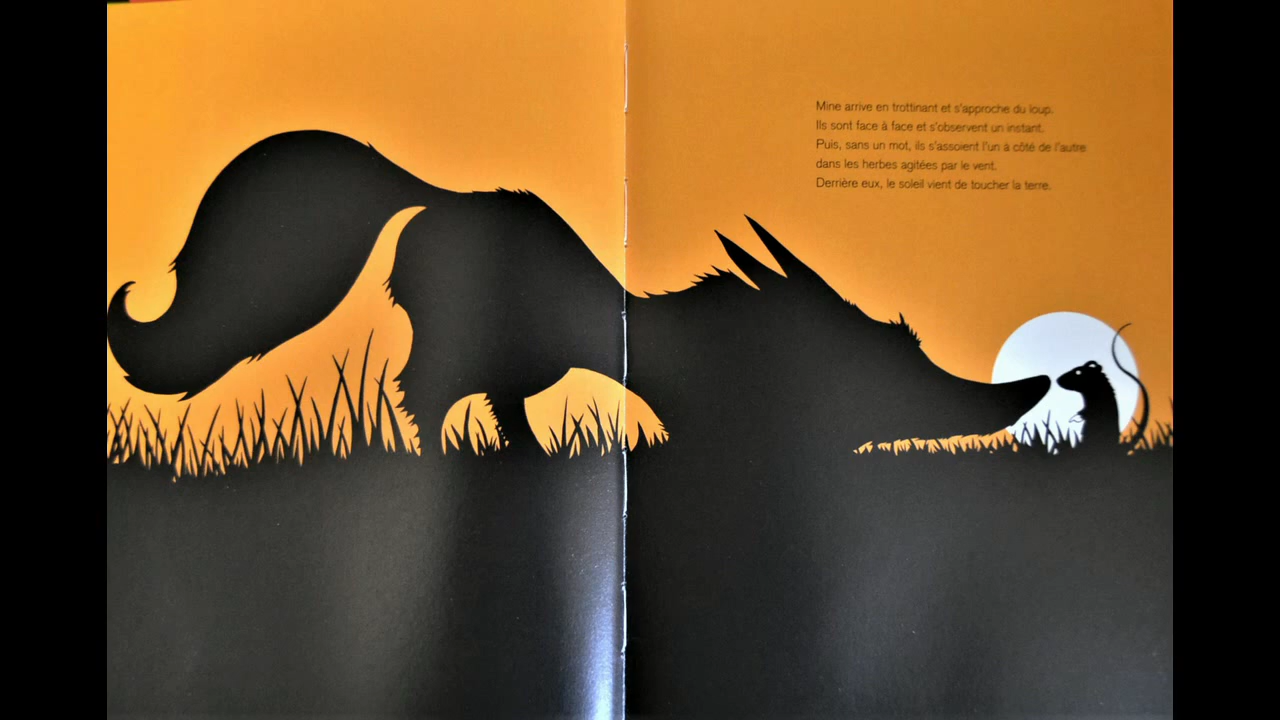 Mine arrive en trottinant et s'approche du loup.
Ils sont face à face et s'observent un instant.
Puis, sans un mot, ils s'assoient l'un à côté de l'autre
dans les herbes agitées par le vent.
Derrière eux, le soleil vient de toucher la terre.